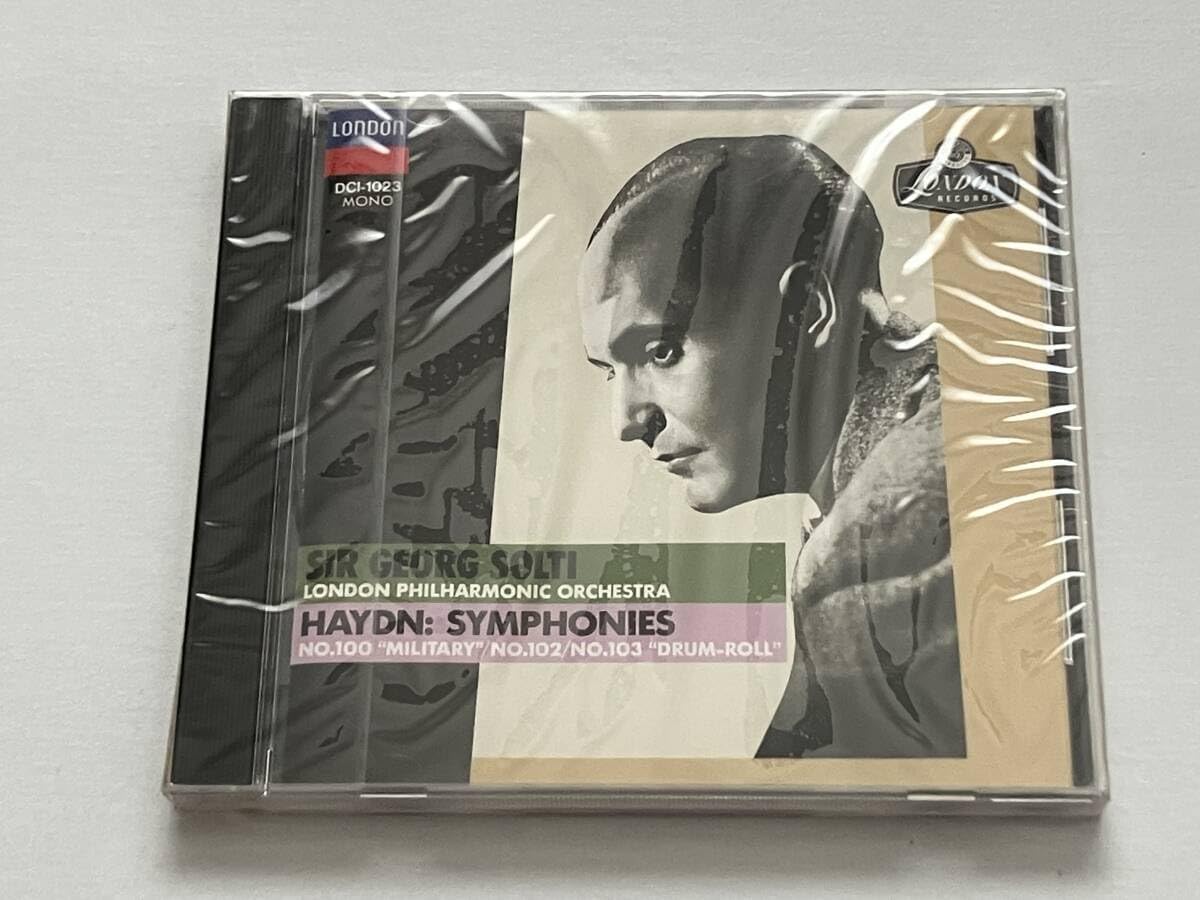 LONDON
DCI-1023
MONO
LONDON
RECORDS
SIR GEORG SOLTI
LONDON PHILHARMONIC ORCHESTRA
HAYDN: SYMPHONIES
NO.100 "MILITARY"/NO.102/NO.103 "DRUM-ROLL"